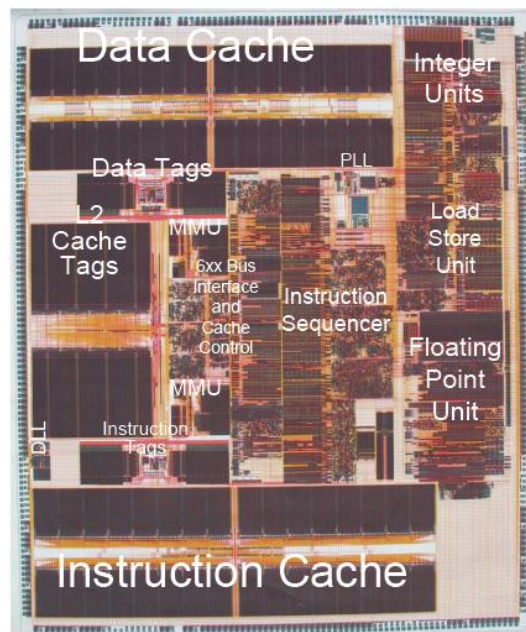 Data Cache
Integer
Units
Data Tags
PLL
L2
Cache
Tags
MMU
Load
Store
Unit
6xx Bus
Interface
and
Cache
Control
Instruction
Sequencer
Floating
Point
Unit
MMU
DLL
Instruction
Tags
Instruction Cache